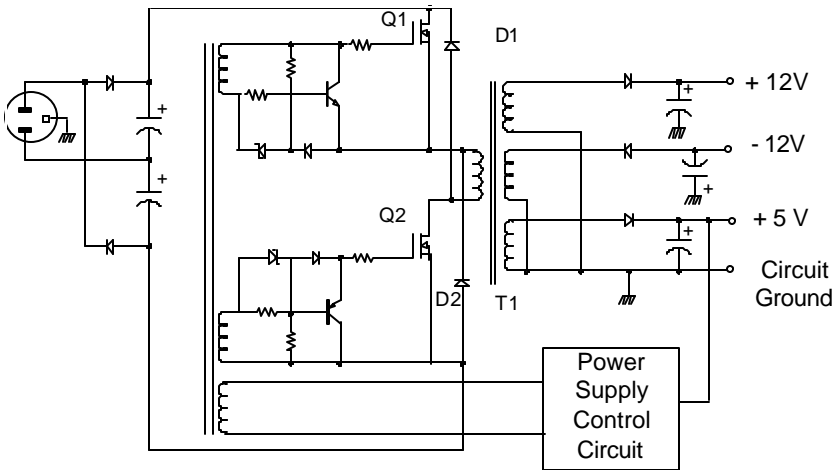 Q1
D1
+
+ 12V
+
- 12V
+
+
Q2
+ 5 V
+
D2
T1
Circuit
Ground
Power
Supply
Control
Circuit